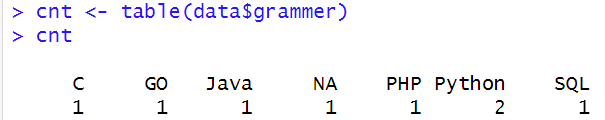 > cnt <- table(data$grammer)
> cnt
C GO Java NA PHP Python SQL
1 1 1 1 1 2 1